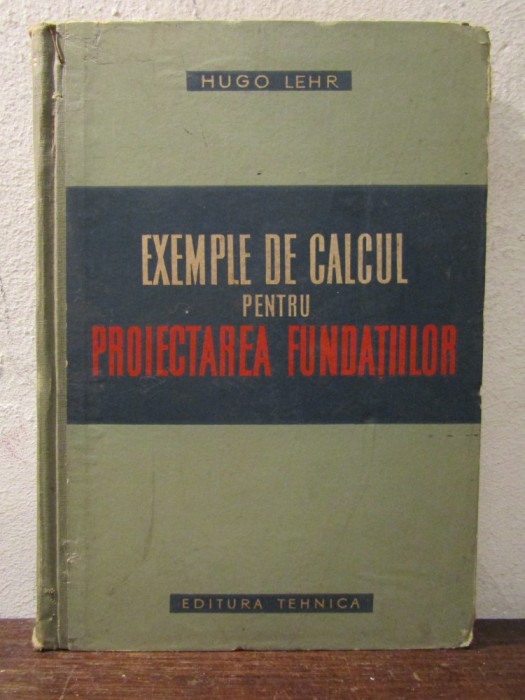 HUGO LEHR
EXEMPLE DE CALCUL
PENTRU
PROIECTAREA FUNDAȚIILOR
EDITURA TEHNICA